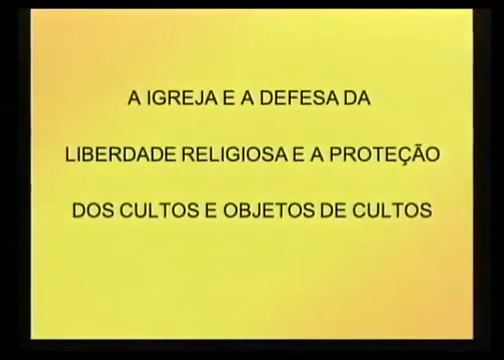 A IGREJA E A DEFESA DA
LIBERDADE RELIGIOSA E A PROTEÇÃO
DOS CULTOS E OBJETOS DE CULTOS